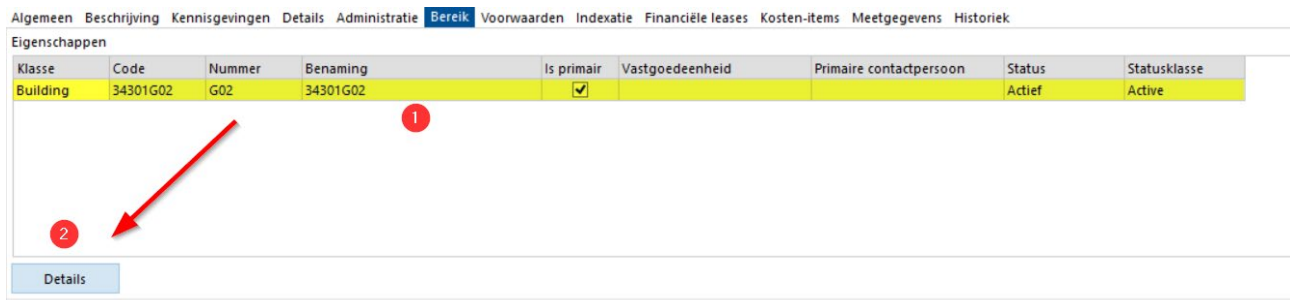 Algemeen Beschrijving Kennisgevingen Details Administratie Bereik Voorwaarden Indexatie Financiële leases Kosten-items Meetgegevens Historiek
Eigenschappen
Klasse Code Nummer Benaming Is primair Vastgoedeenheid Primaire contactpersoon Status Statusklasse
Building 34301G02 G02 34301G02 Actief Active
1
2
Details